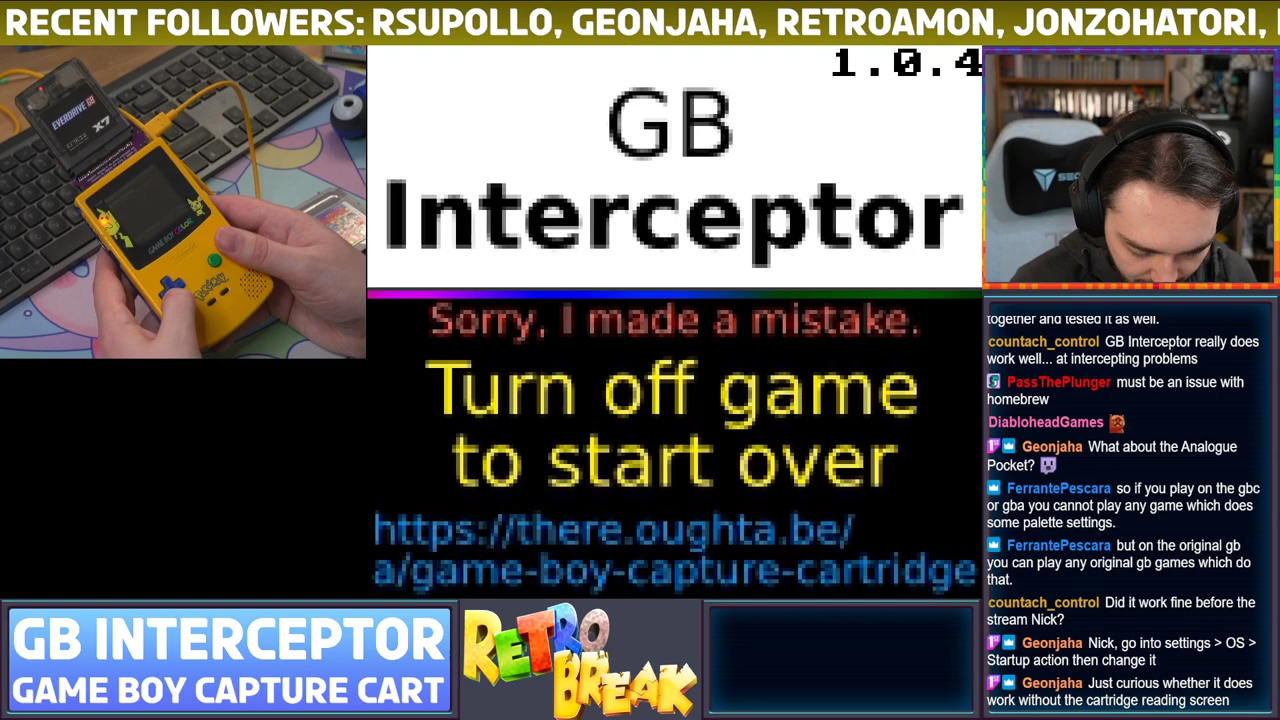 RECENT FOLLOWERS: RSUPOLLO, GEONJAHA, RETROAMON, JONZOHATORI,
EVERDRIVE GB
X7
GAME BOY COLOR
POKéMON
1.0.4
GB
Interceptor
Sorry, I made a mistake.
Turn off game
to start over
https://there.oughta.be/
a/game-boy-capture-cartridge
SEC
together and tested it as well.
countach_control GB Interceptor really does
work well... at intercepting problems
PassThePlunger must be an issue with
homebrew
DiabloheadGames
Geonjaha What about the Analogue
Pocket?
FerrantePescara so if you play on the gbc
or gba you cannot play any game which does
some palette settings.
FerrantePescara but on the original gb
you can play any original gb games which do
that.
countach_control Did it work fine before the
stream Nick?
Geonjaha Nick, go into settings > OS >
Startup action then change it
Geonjaha Just curious whether it does
work without the cartridge reading screen
GB INTERCEPTOR
GAME BOY CAPTURE CART
RETRO
BREAK